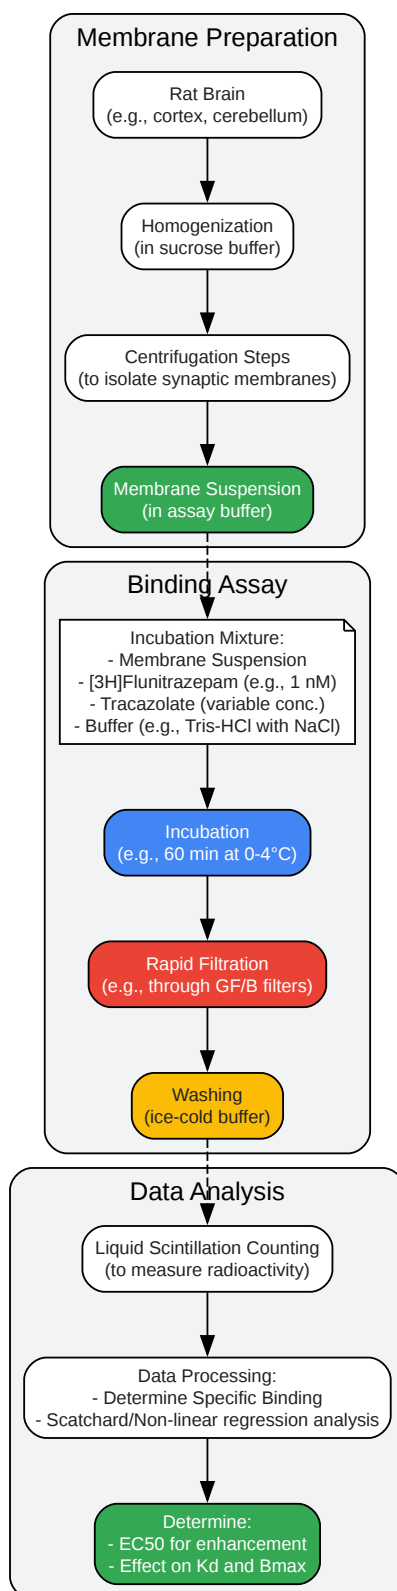 Membrane Preparation
Rat Brain
(e.g., cortex, cerebellum)
Homogenization
(in sucrose buffer)
Centrifugation Steps
(to isolate synaptic membranes)
Membrane Suspension
(in assay buffer)
Binding Assay
Incubation Mixture:
- Membrane Suspension
- [3H]Flunitrazepam (e.g., 1 nM)
- Tracazolate (variable conc.)
- Buffer (e.g., Tris-HCl with NaCl)
Incubation
(e.g., 60 min at 0-4°C)
Rapid Filtration
(e.g., through GF/B filters)
Washing
(ice-cold buffer)
Data Analysis
Liquid Scintillation Counting
(to measure radioactivity)
Data Processing:
- Determine Specific Binding
- Scatchard/Non-linear regression analysis
Determine:
- EC50 for enhancement
- Effect on Kd and Bmax